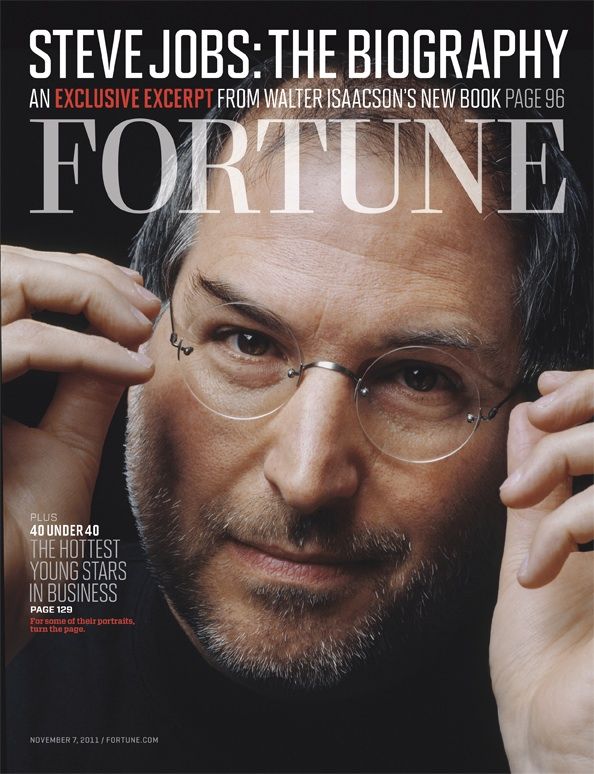 STEVE JOBS: THE BIOGRAPHY
AN EXCLUSIVE EXCERPT FROM WALTER ISAACSON'S NEW BOOK PAGE 96
FORTUNE
PLUS
40 UNDER 40
THE HOTTEST
YOUNG STARS
IN BUSINESS
PAGE 129
For some of their portraits,
turn the page.
NOVEMBER 7, 2011 / FORTUNE.COM